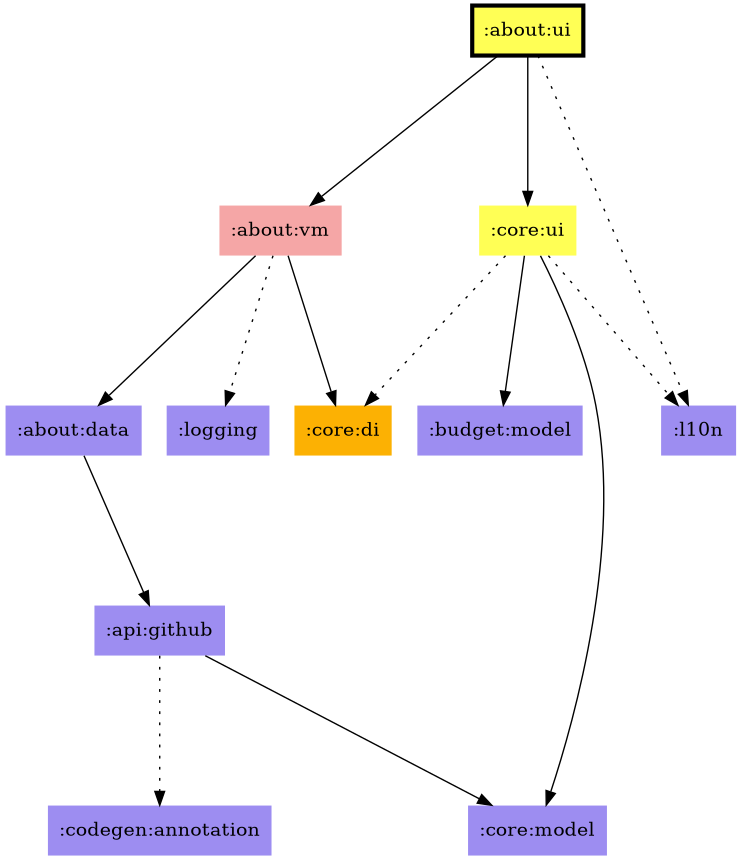 :about:ui
:about:vm
:core:ui
:about:data
:logging
:core:di
:budget:model
:l10n
:api:github
:codegen:annotation
:core:model